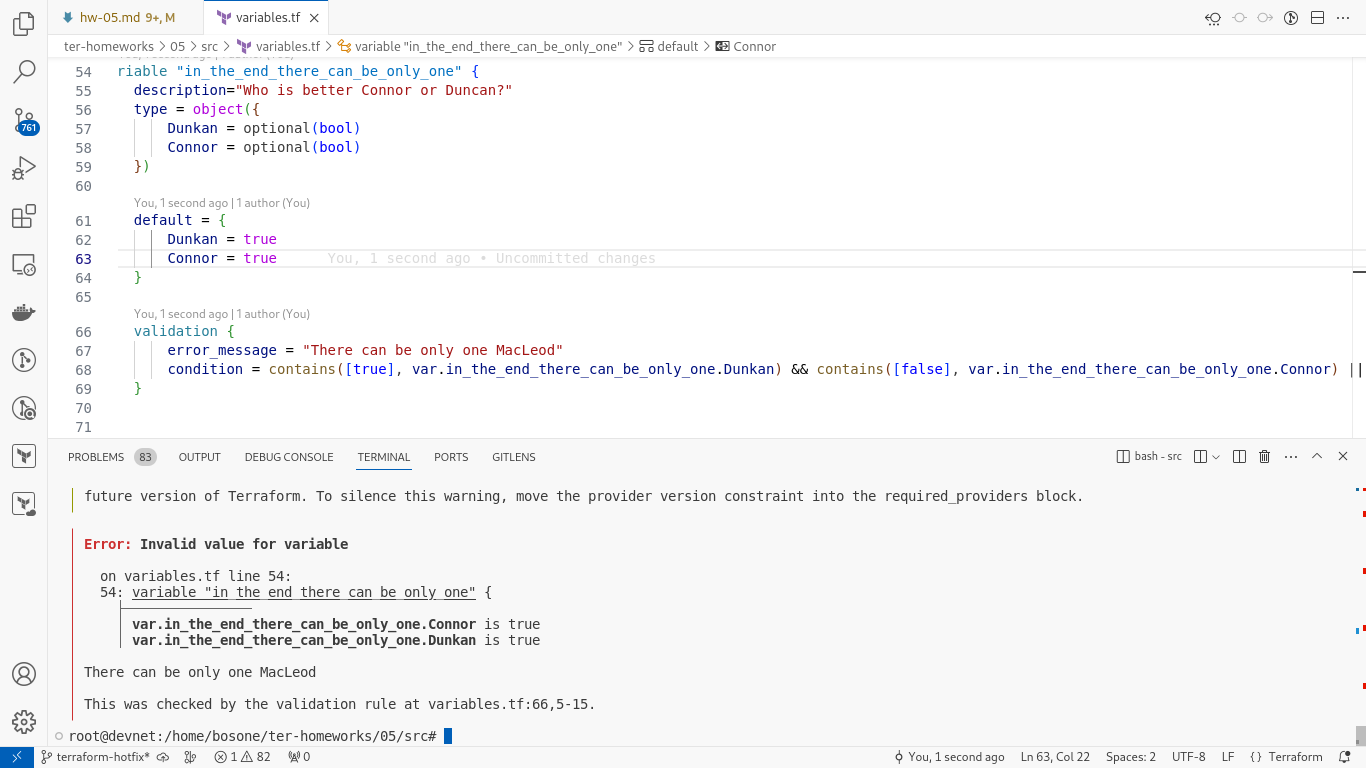 hw-05.md 9+, M
variables.tf
ter-homeworks > 05 > src > variables.tf > variable "in_the_end_there_can_be_only_one" > default > Connor
54 riable "in_the_end_there_can_be_only_one" {
55 description="Who is better Connor or Duncan?"
56 type = object({
57 Dunkan = optional(bool)
58 Connor = optional(bool)
59 })
60
You, 1 second ago | 1 author (You)
61 default = {
62 Dunkan = true
63 Connor = true You, 1 second ago • Uncommitted changes
64 }
65
You, 1 second ago | 1 author (You)
66 validation {
67 error_message = "There can be only one MacLeod"
68 condition = contains([true], var.in_the_end_there_can_be_only_one.Dunkan) && contains([false], var.in_the_end_there_can_be_only_one.Connor) ||
69 }
70
71
761
PROBLEMS 83 OUTPUT DEBUG CONSOLE TERMINAL PORTS GITLENS bash - src
future version of Terraform. To silence this warning, move the provider version constraint into the required_providers block.
Error: Invalid value for variable
on variables.tf line 54:
54: variable "in_the_end_there_can_be_only_one" {
var.in_the_end_there_can_be_only_one.Connor is true
var.in_the_end_there_can_be_only_one.Dunkan is true
There can be only one MacLeod
This was checked by the validation rule at variables.tf:66,5-15.
root@devnet:/home/bosone/ter-homeworks/05/src#
terraform-hotfix* 1 82 0 You, 1 second ago Ln 63, Col 22 Spaces: 2 UTF-8 LF { } Terraform